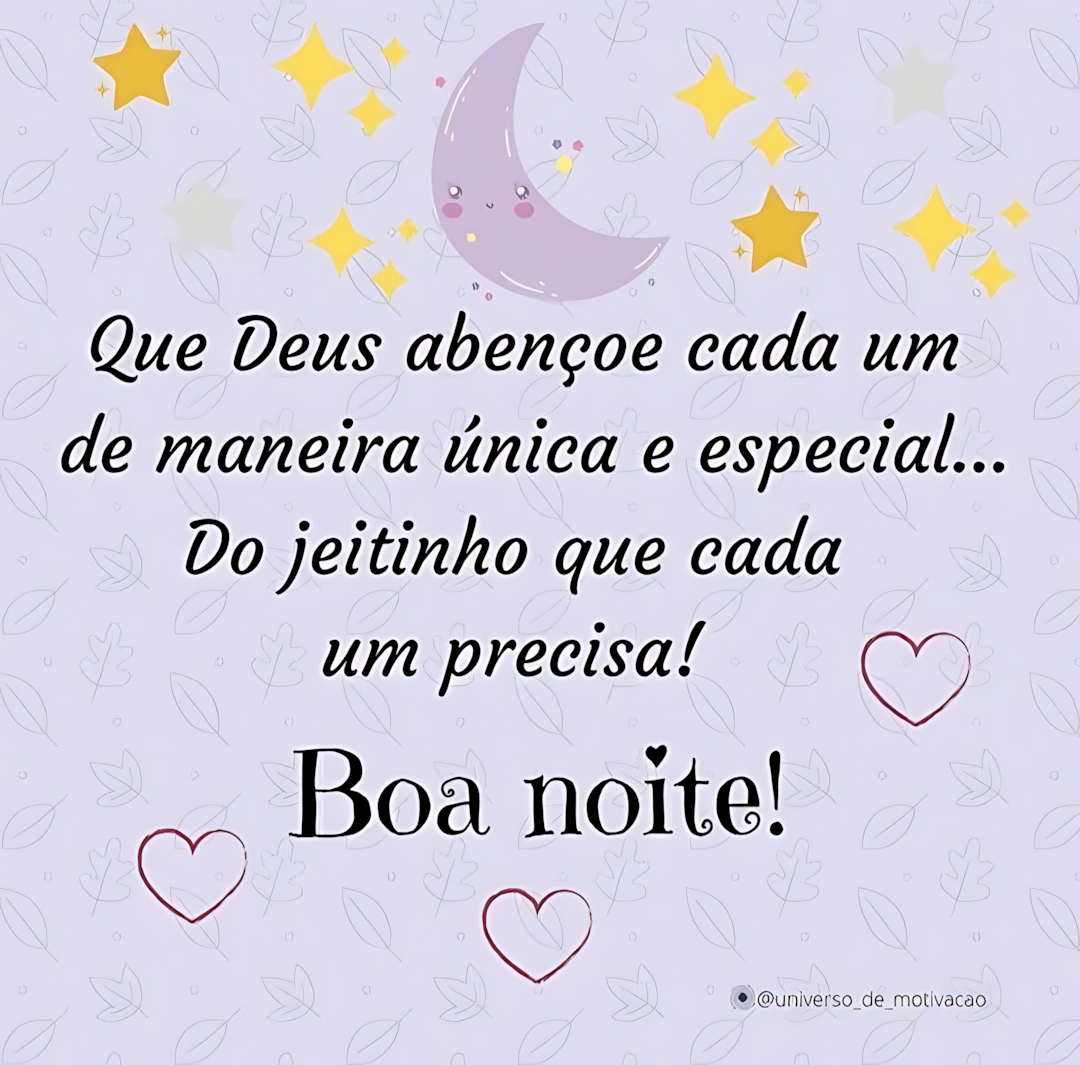 Que Deus abençoe cada um
de maneira única e especial...
Do jeitinho que cada
um precisa!
Boa noite!
@universo_de_motivacao